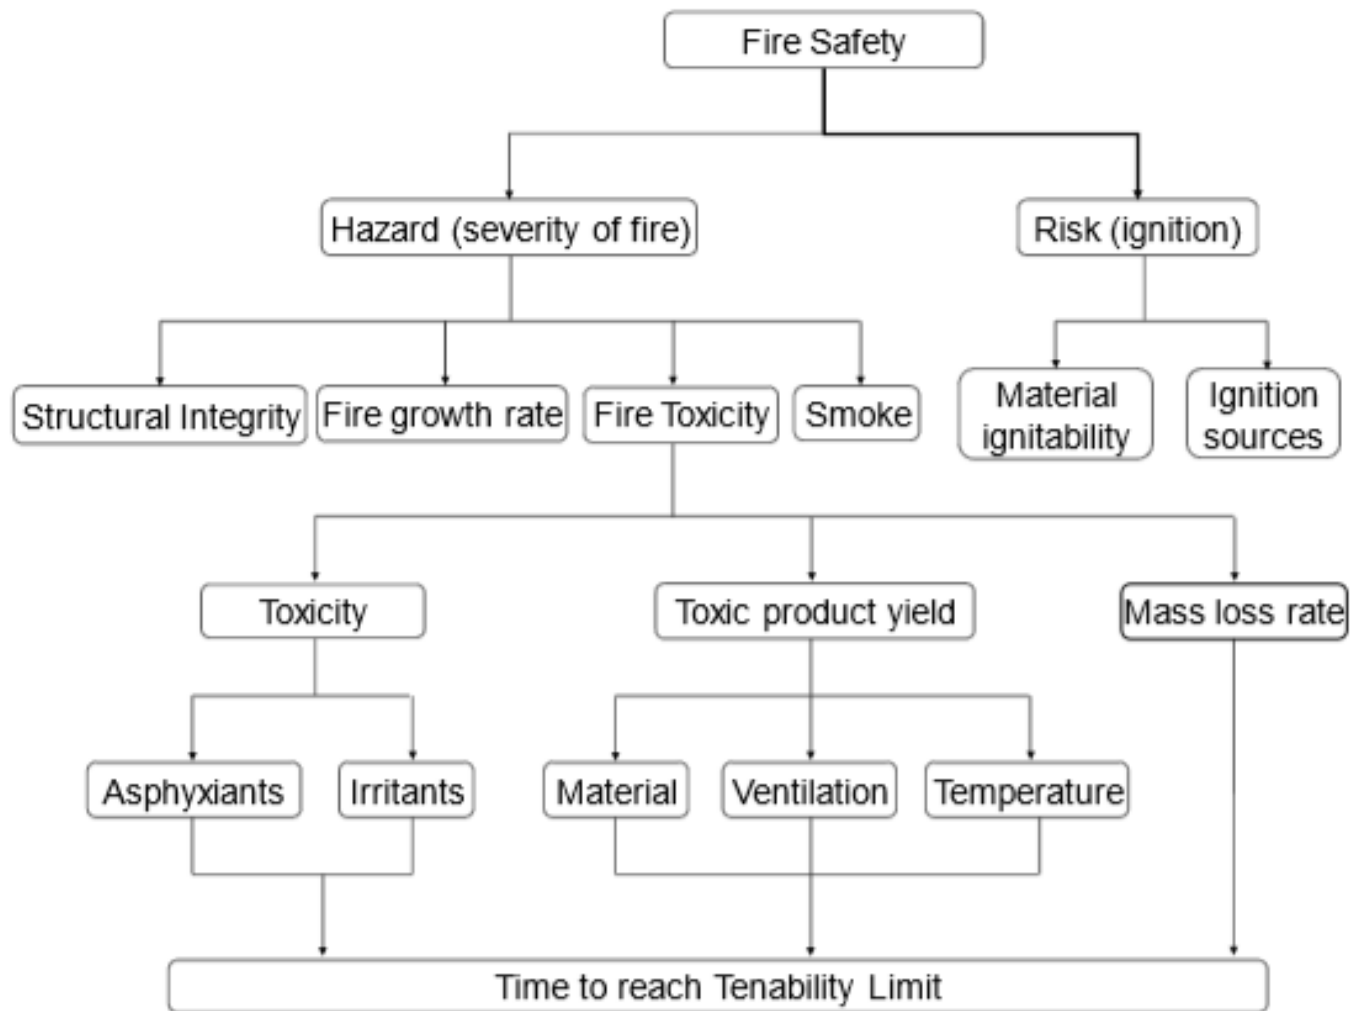 Fire Safety
Hazard (severity of fire)
Risk (ignition)
Structural Integrity
Fire growth rate
Fire Toxicity
Smoke
Material
ignitability
Ignition
sources
Toxicity
Toxic product yield
Mass loss rate
Asphyxiants
Irritants
Material
Ventilation
Temperature
Time to reach Tenability Limit